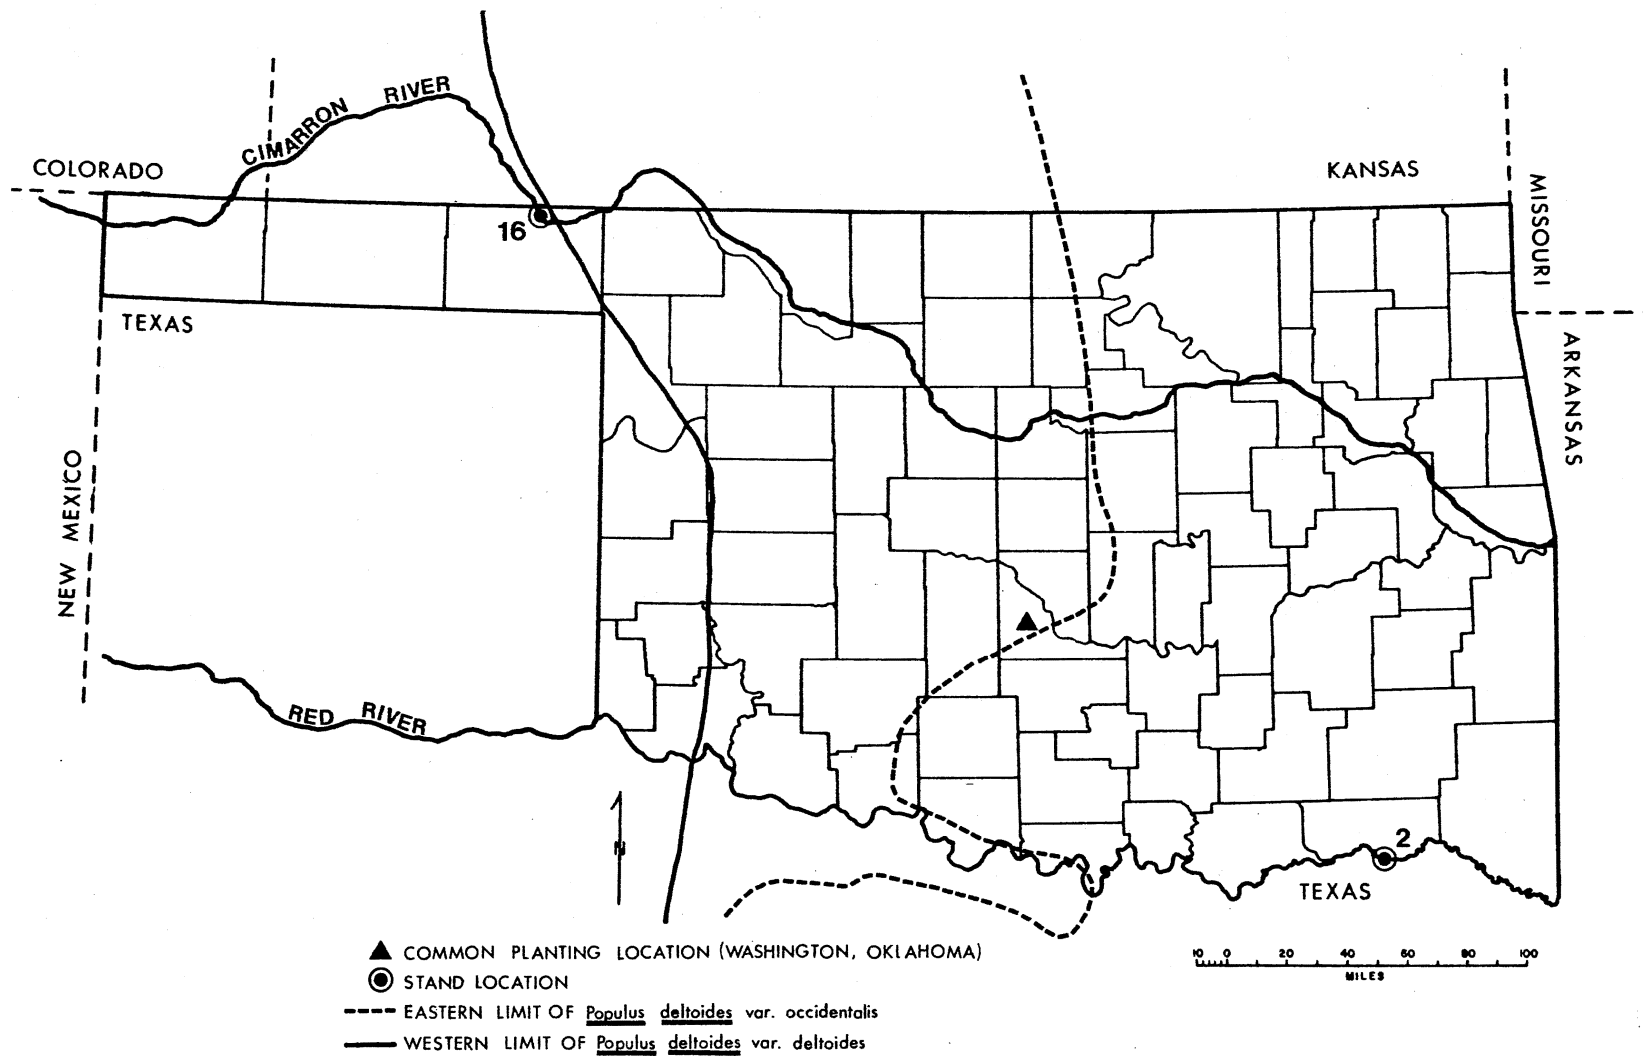 CIMARRON RIVER
COLORADO
KANSAS
MISSOURI
16
TEXAS
ARKANSAS
NEW MEXICO
RED RIVER
N
2
TEXAS
▲ COMMON PLANTING LOCATION (WASHINGTON, OKLAHOMA)
STAND LOCATION
EASTERN LIMIT OF Populus deltoides var. occidentalis
WESTERN LIMIT OF Populus deltoides var. deltoides
10 0 20 40 60 80 100
MILES